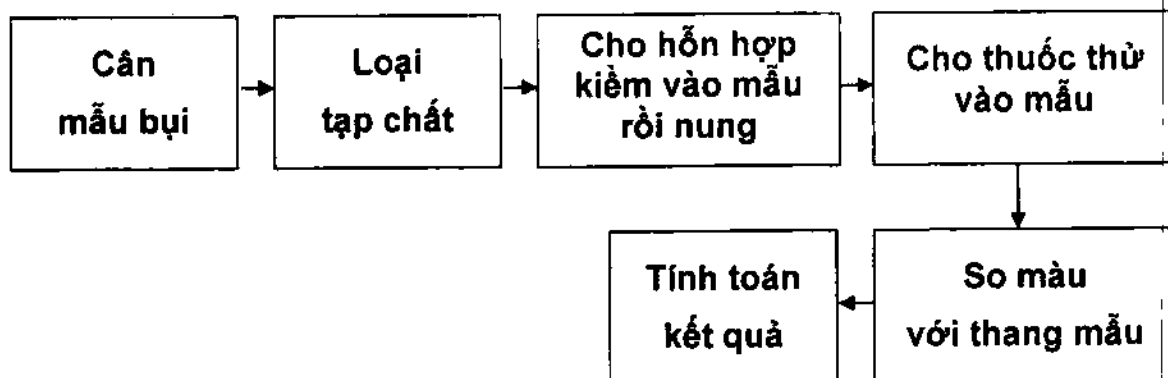 Cân
mẫu bụi
Loại
tạp chất
Cho hỗn hợp
kiềm vào mẫu
rồi nung
Cho thuốc thử
vào mẫu
So màu
với thang mẫu
Tính toán
kết quả